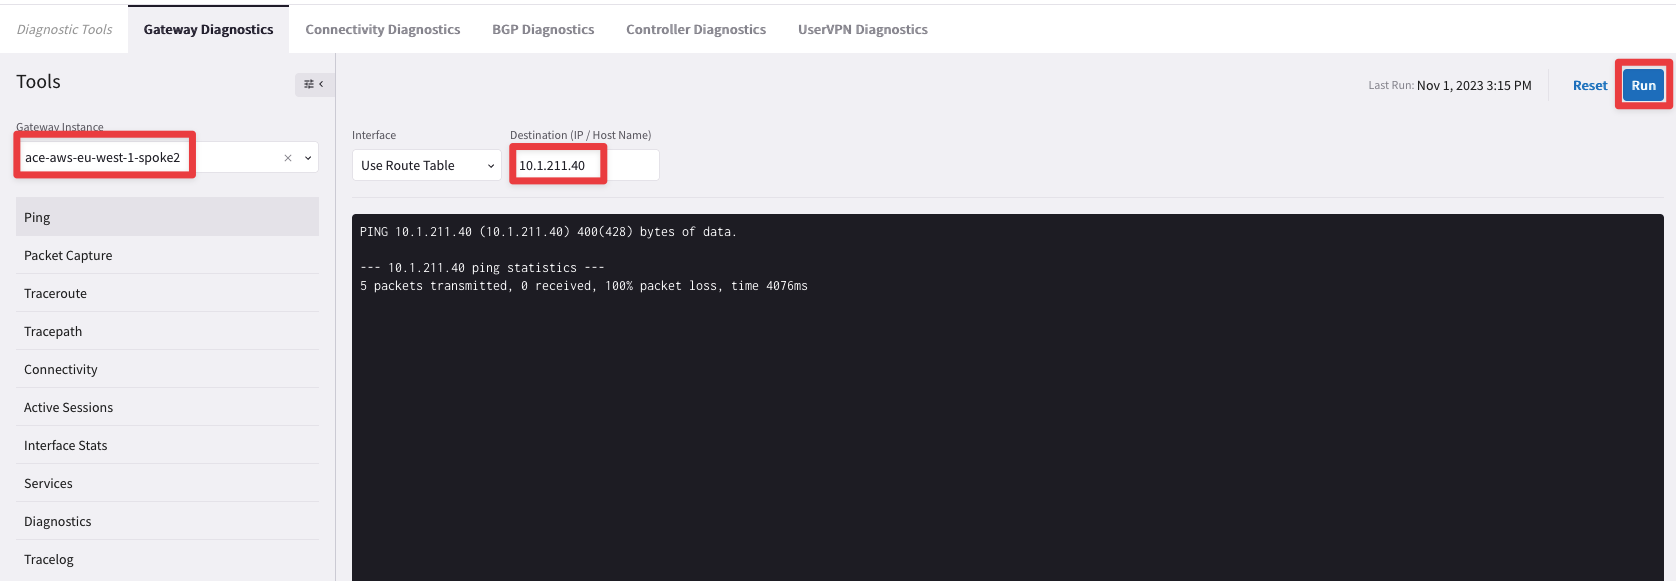 Diagnostic Tools Gateway Diagnostics Connectivity Diagnostics BGP Diagnostics Controller Diagnostics UserVPN Diagnostics
Tools
Last Run: Nov 1, 2023 3:15 PM Reset Run
Gateway Instance
ace-aws-eu-west-1-spoke2
Interface Destination (IP / Host Name)
Use Route Table 10.1.211.40
Ping
Packet Capture
Traceroute
Tracepath
Connectivity
Active Sessions
Interface Stats
Services
Diagnostics
Tracelog
PING 10.1.211.40 (10.1.211.40) 400(428) bytes of data.
--- 10.1.211.40 ping statistics ---
5 packets transmitted, 0 received, 100% packet loss, time 4076ms